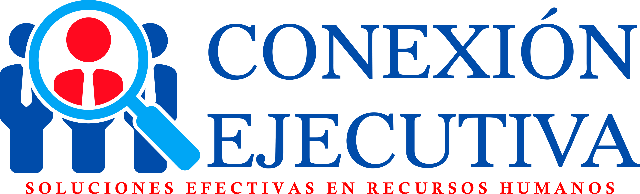 CONEXIÓN
EJECUTIVA
SOLUCIONES EFECTIVAS EN RECURSOS HUMANOS